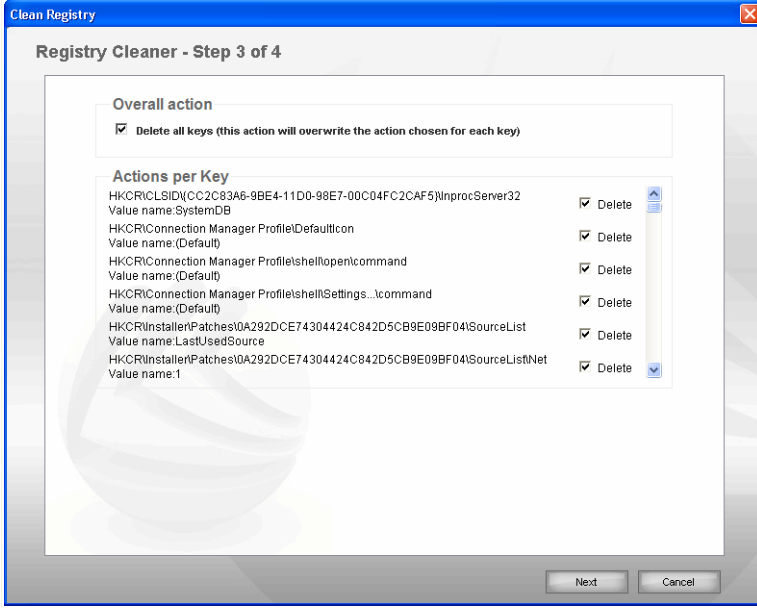 Clean Registry
Registry Cleaner - Step 3 of 4
Overall action
Delete all keys (this action will overwrite the action chosen for each key)
Actions per Key
HKCR\CLSID\{CC2C83A6-9BE4-11D0-98E7-00C04FC2CAF5}\InprocServer32
Value name:SystemDB
Delete
HKCR\Connection Manager Profile\DefaultIcon
Value name:(Default)
Delete
HKCR\Connection Manager Profile\shell\open\command
Value name:(Default)
Delete
HKCR\Connection Manager Profile\shell\Settings...\command
Value name:(Default)
Delete
HKCR\Installer\Patches\0A292DCE74304424C842D5CB9E09BF04\SourceList
Value name:LastUsedSource
Delete
HKCR\Installer\Patches\0A292DCE74304424C842D5CB9E09BF04\SourceList\Net
Value name:1
Delete
Next
Cancel